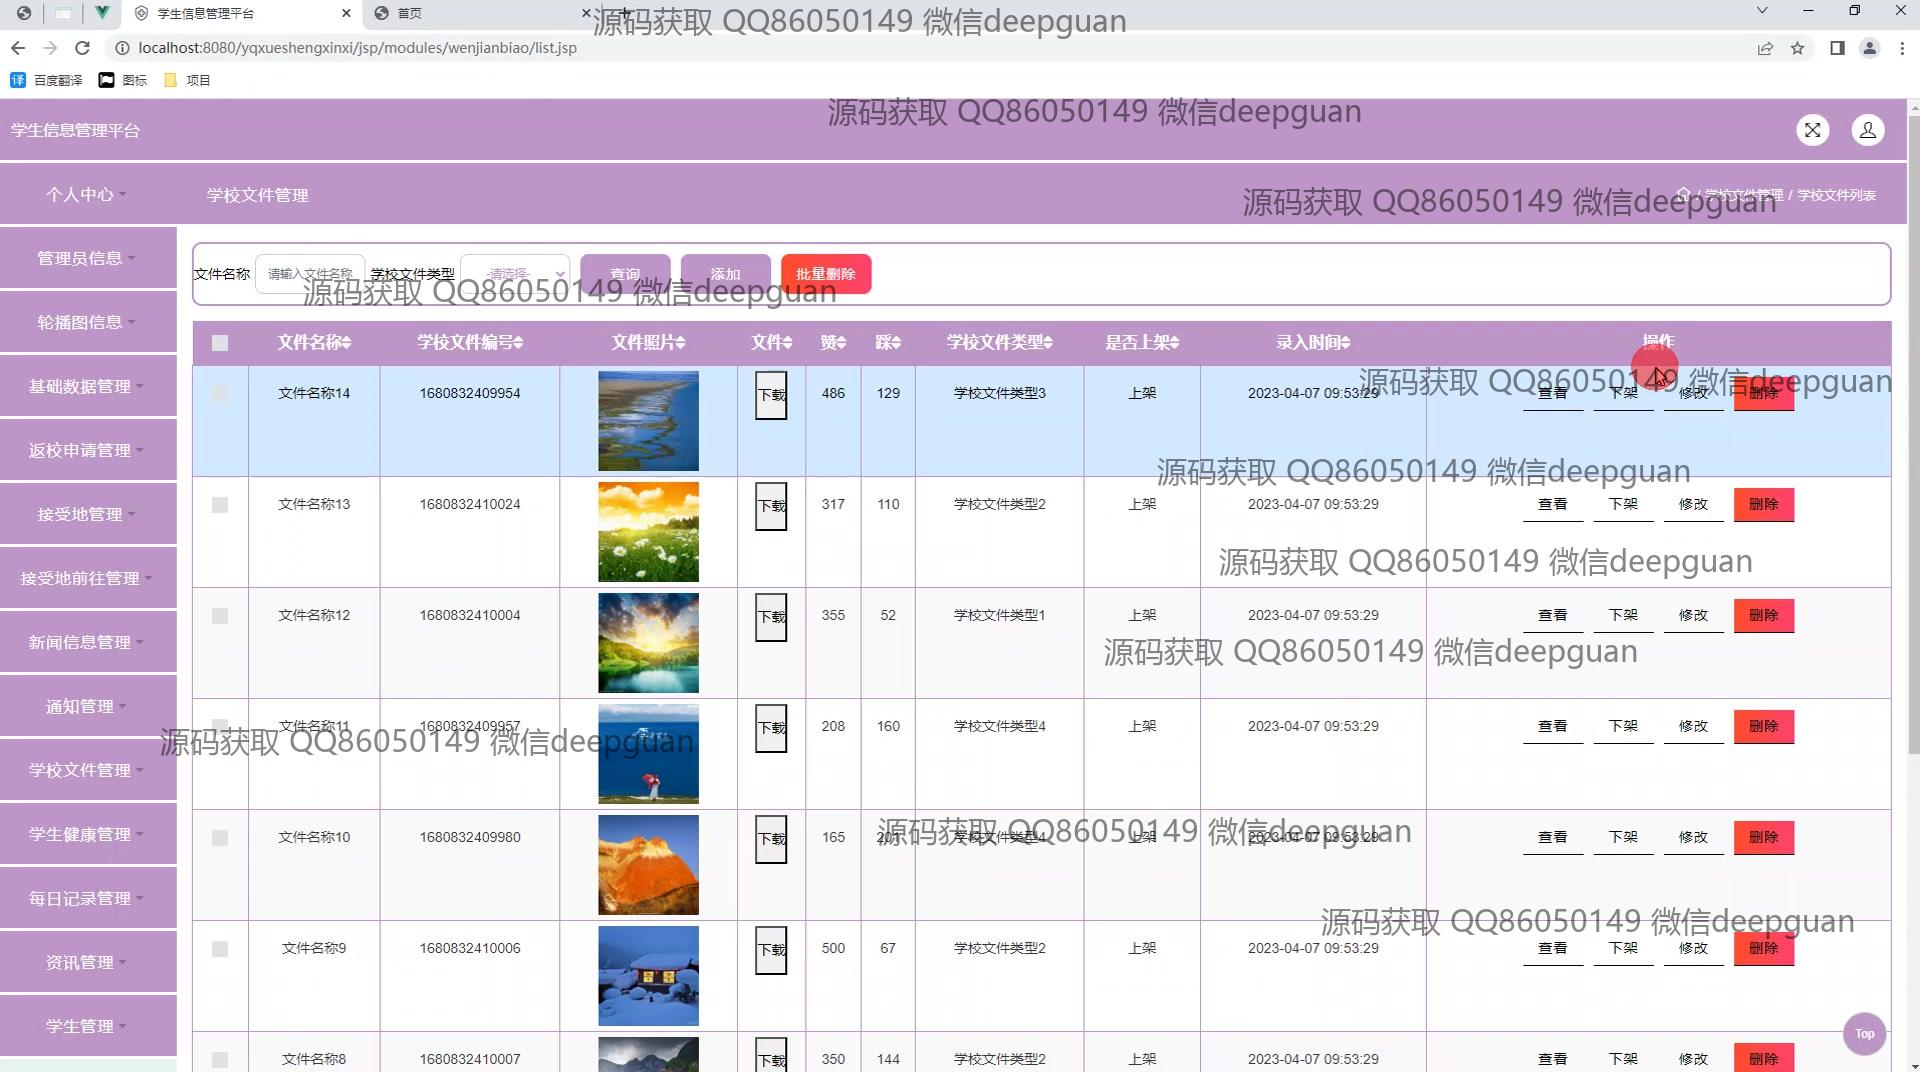 学生信息管理平台
首页
源码获取 QQ86050149 微信deepguan
localhost:8080/yqxueshengxinxi/jsp/modules/wenjianbiao/list.jsp
译 百度翻译 图标 项目
源码获取 QQ86050149 微信deepguan
学生信息管理平台
个人中心
学校文件管理
/ 学校文件管理 / 学校文件列表
源码获取 QQ86050149 微信deepguan
管理员信息
轮播图信息
基础数据管理
返校申请管理
接受地管理
接受地前往管理
新闻信息管理
通知管理
学校文件管理
学生健康管理
每日记录管理
资讯管理
学生管理
文件名称 请输入文件名称 学校文件类型 -请选择- 查询 添加 批量删除
源码获取 QQ86050149 微信deepguan
文件名称 学校文件编号 文件照片 文件 赞 踩 学校文件类型 是否上架 录入时间 操作
源码获取 QQ86050149 微信deepguan
文件名称14 1680832409954 下载 486 129 学校文件类型3 上架 2023-04-07 09:53:29 查看 下架 修改 删除
源码获取 QQ86050149 微信deepguan
文件名称13 1680832410024 下载 317 110 学校文件类型2 上架 2023-04-07 09:53:29 查看 下架 修改 删除
源码获取 QQ86050149 微信deepguan
文件名称12 1680832410004 下载 355 52 学校文件类型1 上架 2023-04-07 09:53:29 查看 下架 修改 删除
源码获取 QQ86050149 微信deepguan
文件名称11 1680832409957 下载 208 160 学校文件类型4 上架 2023-04-07 09:53:29 查看 下架 修改 删除
源码获取 QQ86050149 微信deepguan
文件名称10 1680832409980 下载 165 201 学校文件类型4 上架 2023-04-07 09:53:29 查看 下架 修改 删除
源码获取 QQ86050149 微信deepguan
源码获取 QQ86050149 微信deepguan
文件名称9 1680832410006 下载 500 67 学校文件类型2 上架 2023-04-07 09:53:29 查看 下架 修改 删除
Top
文件名称8 1680832410007 下载 350 144 学校文件类型2 上架 2023-04-07 09:53:29 查看 下架 修改 删除